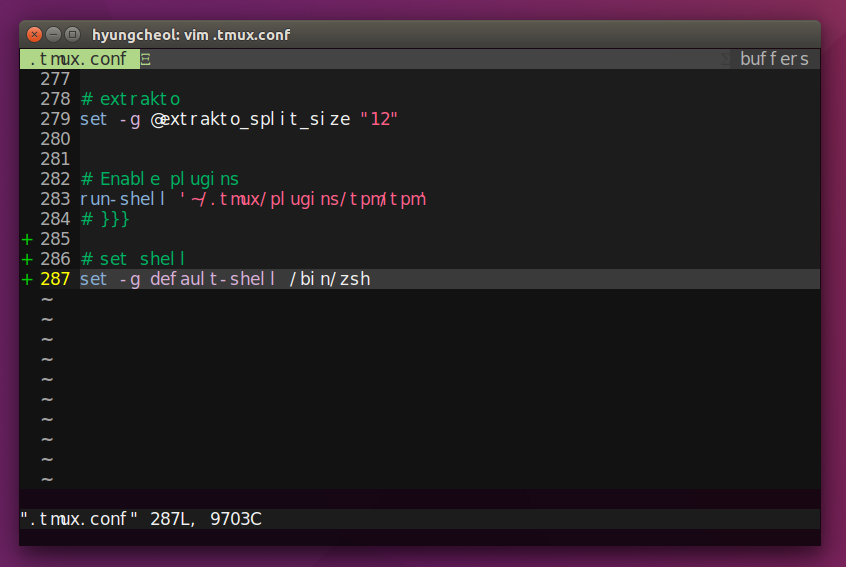 hyungcheol: vim .tmux.conf
.tmux.conf Ξ Σ buffers
277
278 # extrakto
279 set -g @extrakto_split_size "12"
280
281
282 # Enable plugins
283 run-shell '~/.tmux/plugins/tpm/tpm'
284 # }}}
+ 285
+ 286 # set shell
+ 287 set -g default-shell /bin/zsh
~
~
~
~
~
~
~
~
~
~
".tmux.conf" 287L, 9703C